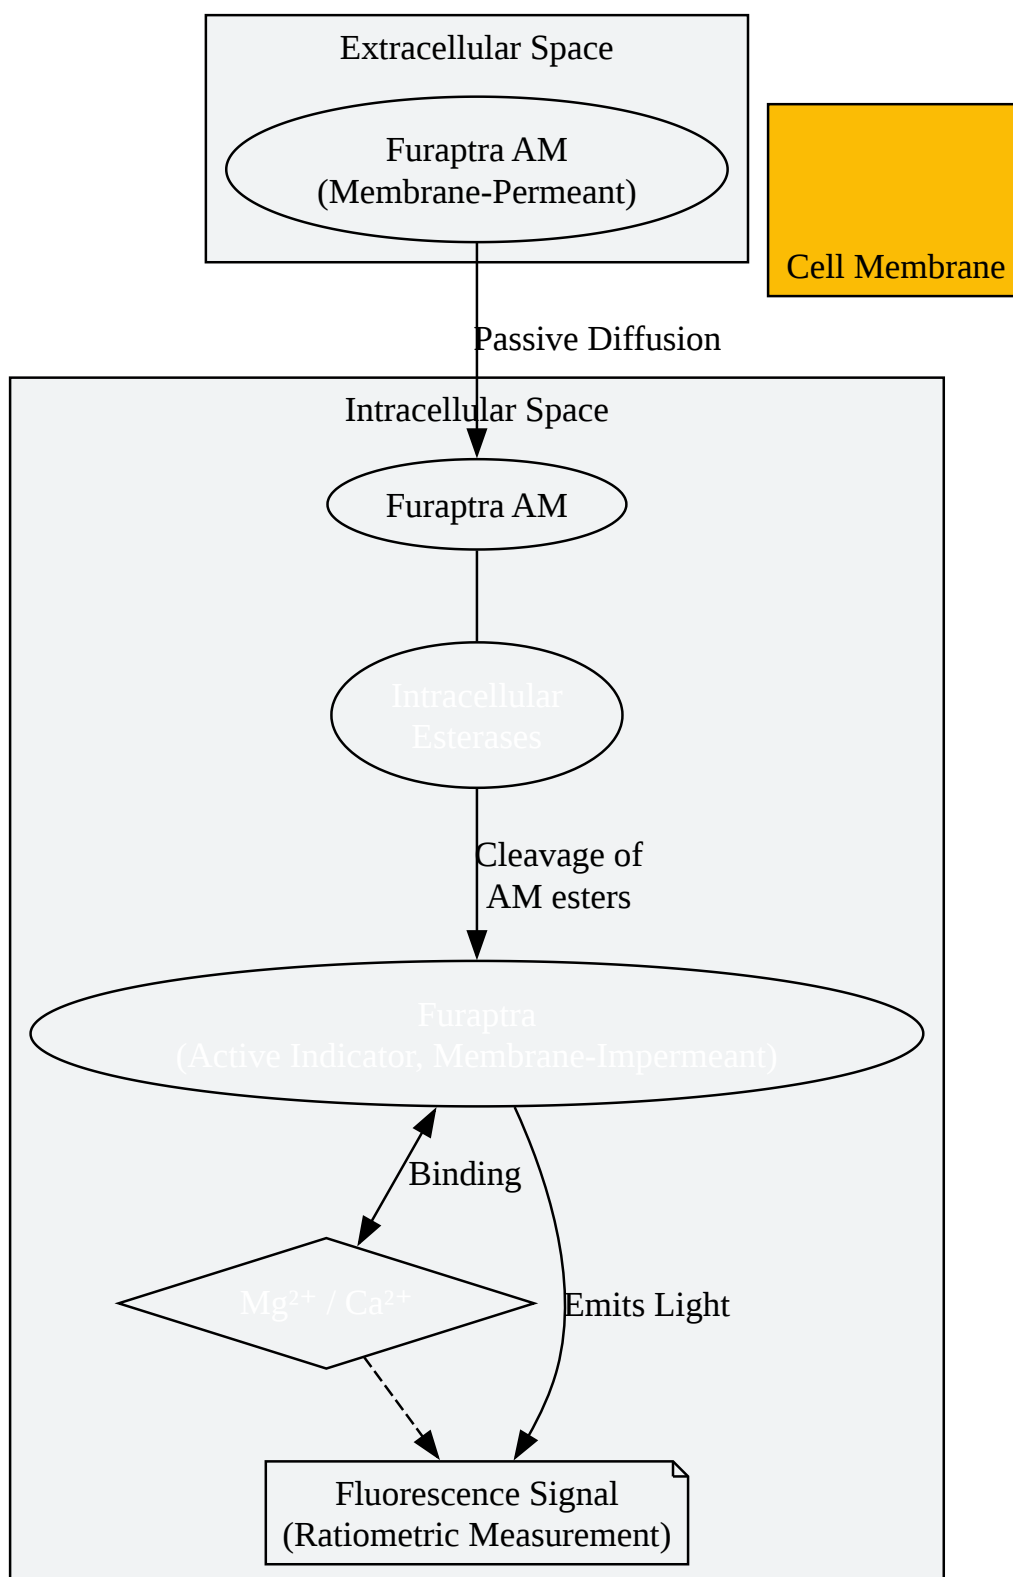 Extracellular Space
Furaptra AM
(Membrane-Permeant)
Cell Membrane
Passive Diffusion
Intracellular Space
Furaptra AM
Intracellular
Esterases
Cleavage of
AM esters
Furaptra
(Active Indicator, Membrane-Impermeant)
Binding
Mg²⁺ / Ca²⁺
Emits Light
Fluorescence Signal
(Ratiometric Measurement)